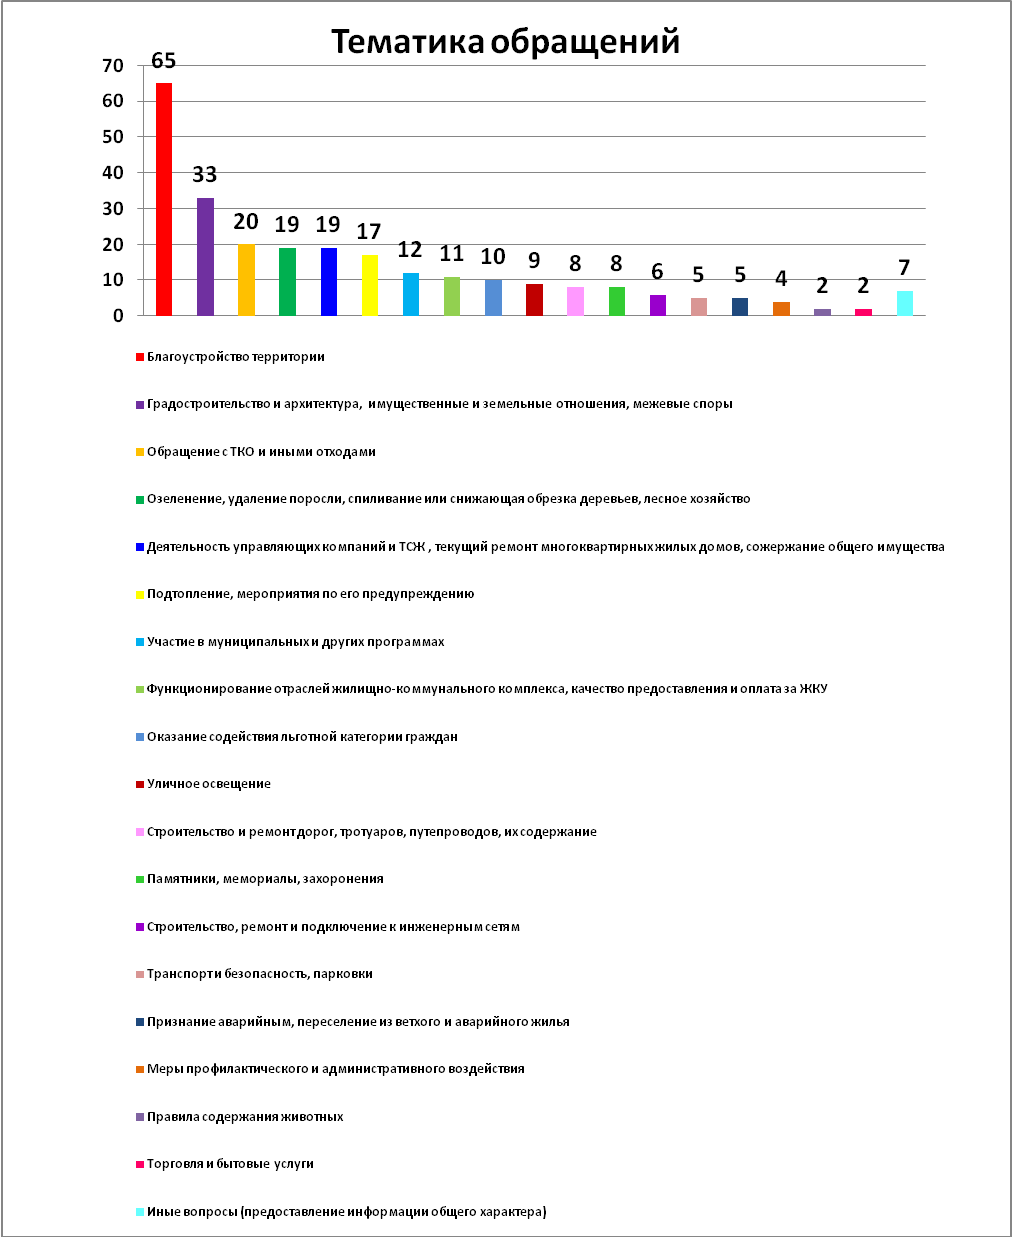 Тематика обращений
70
60
50
40
30
20
10
0
65
33
20
19
19
17
12
11
10
9
8
8
6
5
5
4
2
2
7
Благоустройство территории
Градостроительство и архитектура, имущественные и земельные отношения, межевые споры
Обращение с ТКО и иными отходами
Озеленение, удаление поросли, спиливание или снижающая обрезка деревьев, лесное хозяйство
Деятельность управляющих компаний и ТСЖ , текущий ремонт многоквартирных жилых домов, сожержание общего имущества
Подтопление, мероприятия по его предупреждению
Участие в муниципальных и других программах
Функционирование отраслей жилищно-коммунального комплекса, качество предоставления и оплата за ЖКУ
Оказание содействия льготной категории граждан
Уличное освещение
Строительство и ремонт дорог, тротуаров, путепроводов, их содержание
Памятники, мемориалы, захоронения
Строительство, ремонт и подключение к инженерным сетям
Транспорт и безопасность, парковки
Признание аварийным, переселение из ветхого и аварийного жилья
Меры профилактического и административного воздействия
Правила содержания животных
Торговля и бытовые услуги
Иные вопросы (предоставление информации общего характера)